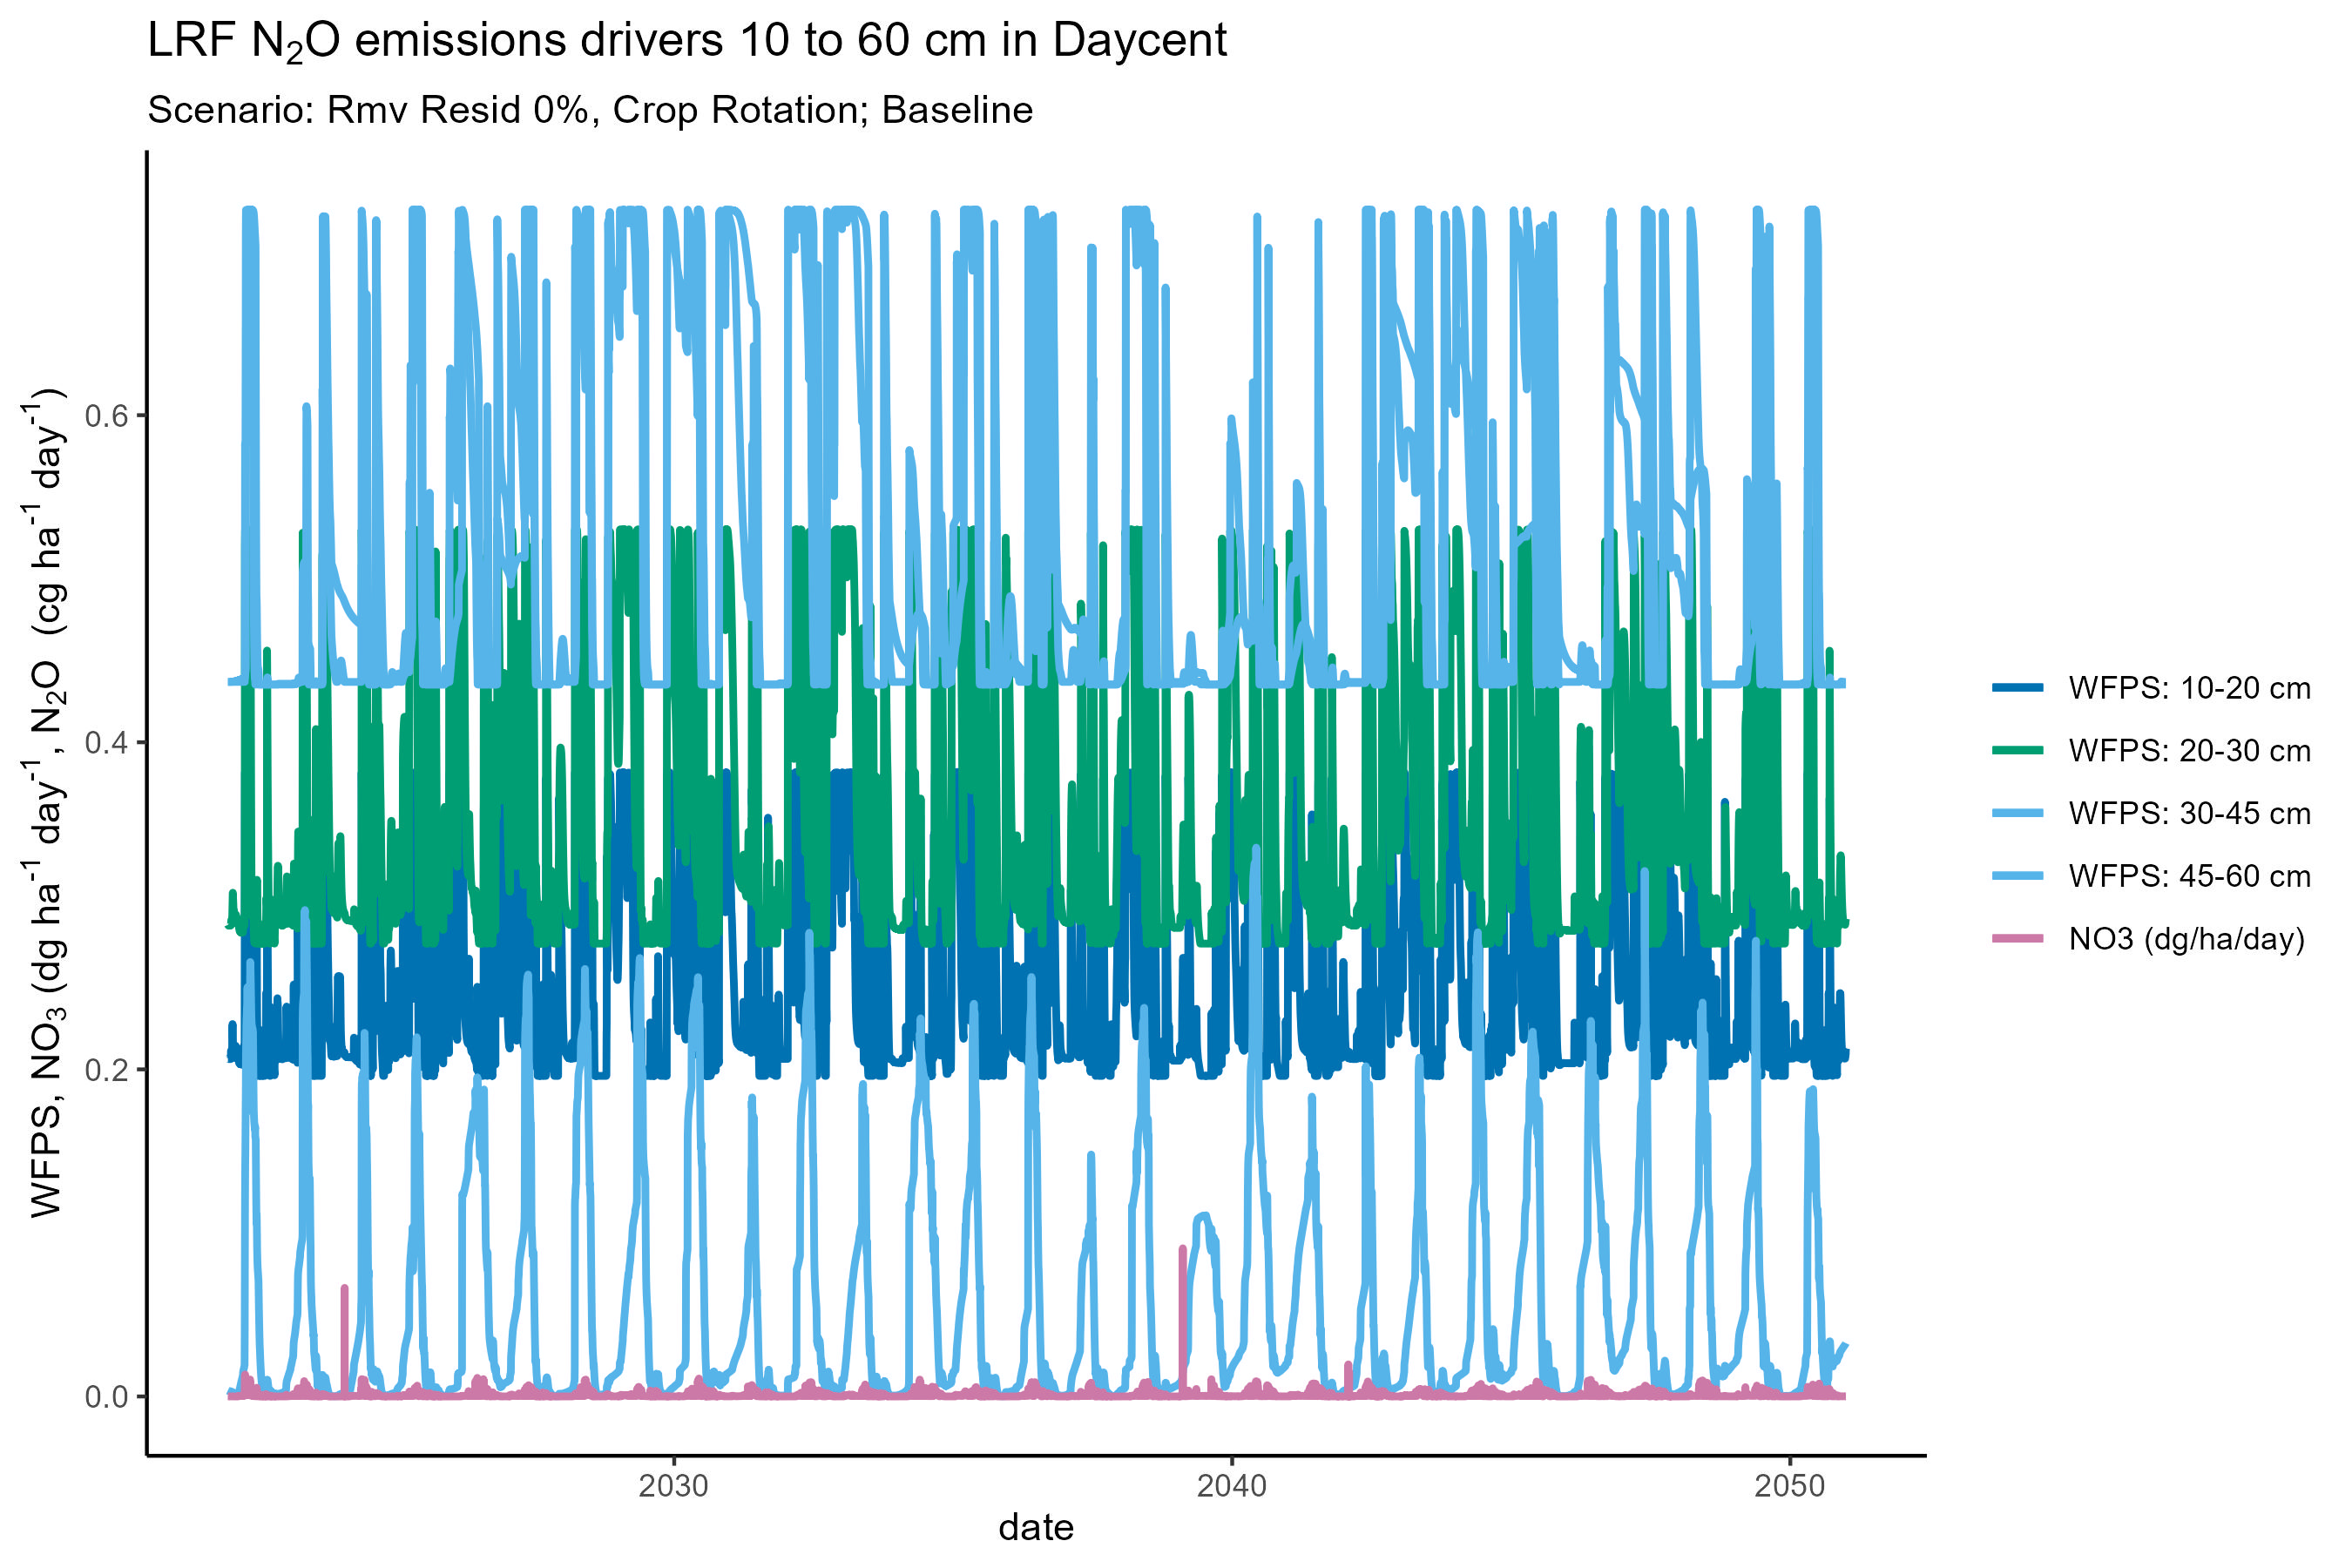 LRF N₂O emissions drivers 10 to 60 cm in Daycent
Scenario: Rmv Resid 0%, Crop Rotation; Baseline
WFPS, NO₃ (dg ha⁻¹ day⁻¹, N₂O (cg ha⁻¹ day⁻¹)
0.6
0.4
0.2
0.0
2030
2040
2050
date
WFPS: 10-20 cm
WFPS: 20-30 cm
WFPS: 30-45 cm
WFPS: 45-60 cm
NO3 (dg/ha/day)